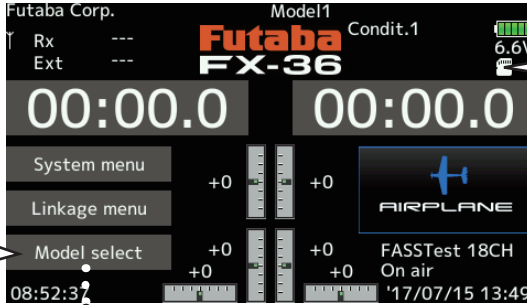 Futaba Corp.
Model1
Rx ---
Ext ---
Futaba
FX-36
Condit.1
6.6V
00:00.0
00:00.0
System menu
Linkage menu
Model select
+0
+0
+0
+0
+0
+0
AIRPLANE
FASSTest 18CH
On air
08:52:37
'17/07/15 13:49